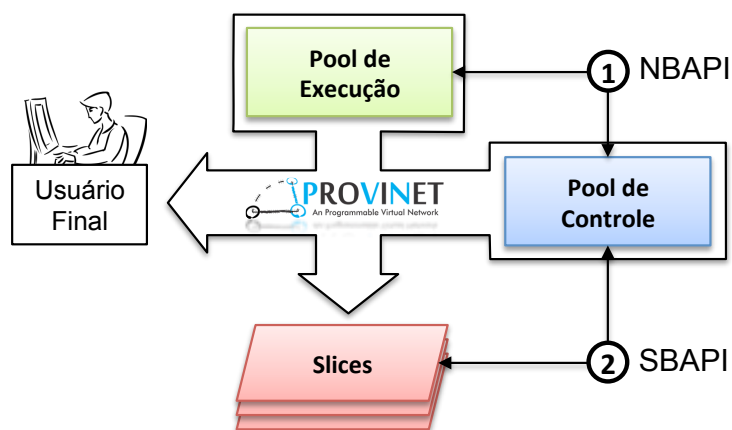 Pool de
Execução
1 NBAPI
Usuário
Final
PROVINET
An Programmable Virtual Network
Pool de
Controle
Slices
2 SBAPI